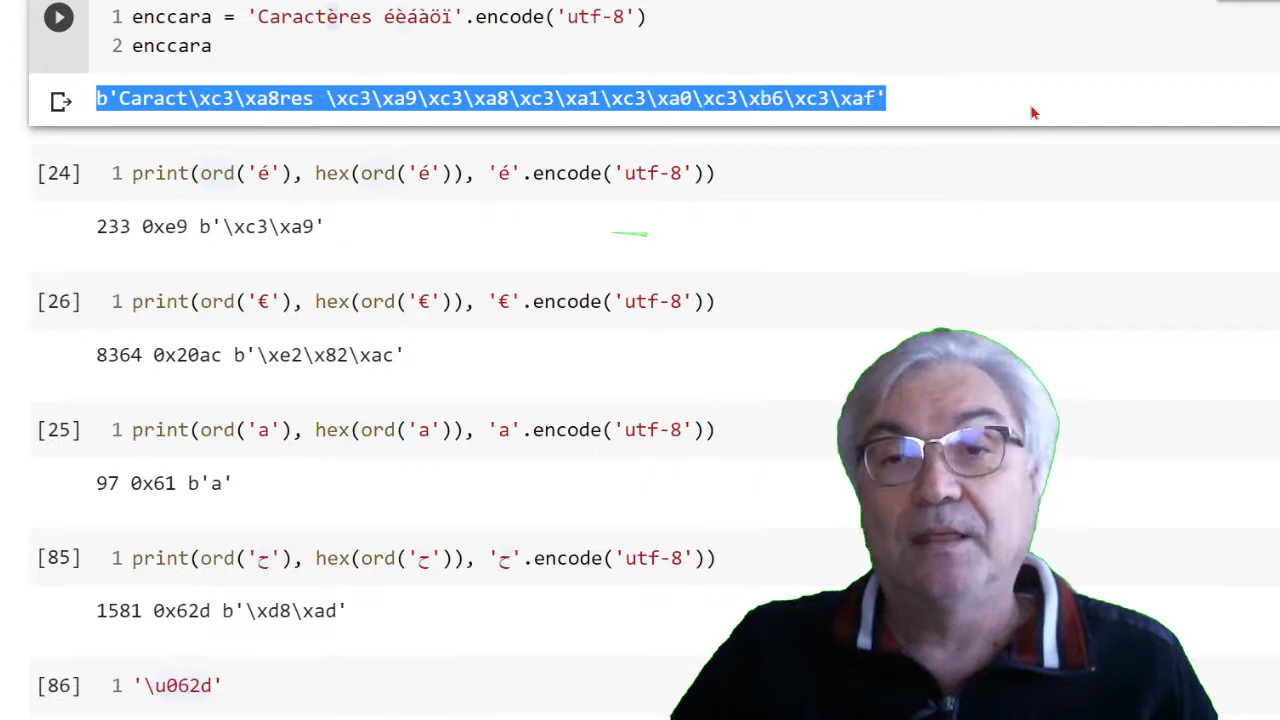 1 enccara = 'Caractères éèáàöï'.encode('utf-8')
2 enccara
b'Caract\xc3\xa8res \xc3\xa9\xc3\xa8\xc3\xa1\xc3\xa0\xc3\xb6\xc3\xaf'
[24] 1 print(ord('é'), hex(ord('é')), 'é'.encode('utf-8'))
233 0xe9 b'\xc3\xa9'
[26] 1 print(ord('€'), hex(ord('€')), '€'.encode('utf-8'))
8364 0x20ac b'\xe2\x82\xac'
[25] 1 print(ord('a'), hex(ord('a')), 'a'.encode('utf-8'))
97 0x61 b'a'
[85] 1 print(ord('ح'), hex(ord('ح')), 'ح'.encode('utf-8'))
1581 0x62d b'\xd8\xad'
[86] 1 '\u062d'